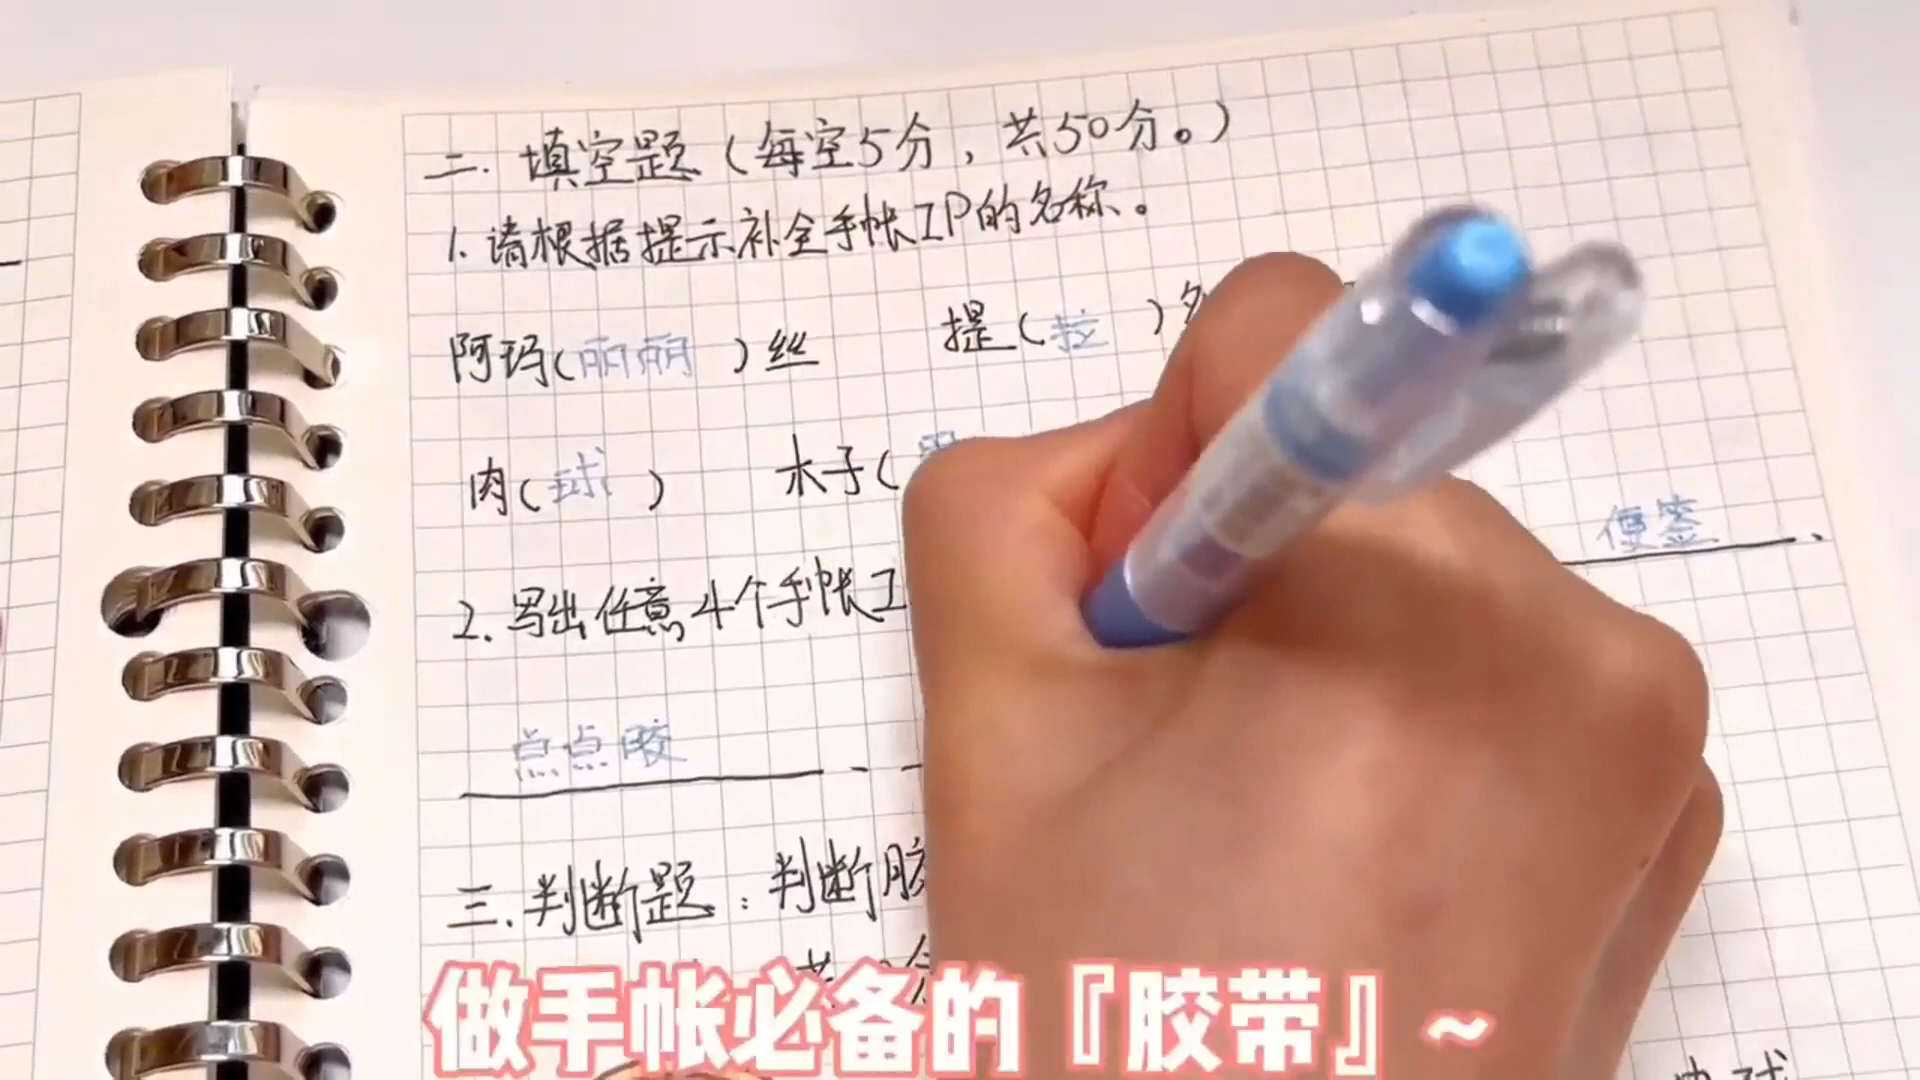 二. 填空题（每空5分，共50分。）
1. 请根据提示补全手帐IP的名称。
阿玛(丽丽 )丝 提(拉 )
肉(球 ) 木子(
便签
2. 写出任意4个手帐工
点点胶
三. 判断题：判断胶
共
做手帐必备的『胶带』~